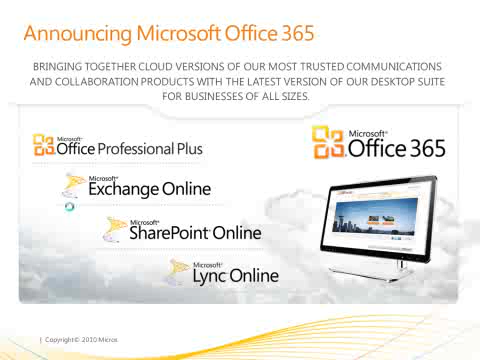 Announcing Microsoft Office 365
BRINGING TOGETHER CLOUD VERSIONS OF OUR MOST TRUSTED COMMUNICATIONS
AND COLLABORATION PRODUCTS WITH THE LATEST VERSION OF OUR DESKTOP SUITE
FOR BUSINESSES OF ALL SIZES.
Microsoft®
Office Professional Plus
Microsoft®
Office 365
Microsoft®
Exchange Online
Microsoft®
SharePoint® Online
Microsoft®
Lync Online
| Copyright© 2010 Micros